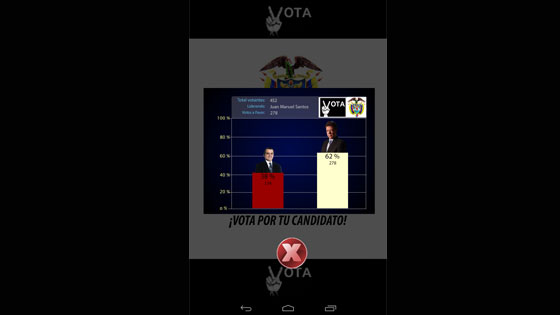 VOTA
Total votantes: 452
Liderando: Juan Manuel Santos
Votos a Favor: 278
VOTA
100 %
80 %
60 %
40 %
20 %
0 %
62 %
278
38 %
¡VOTA POR TU CANDIDATO!
X
VOTA